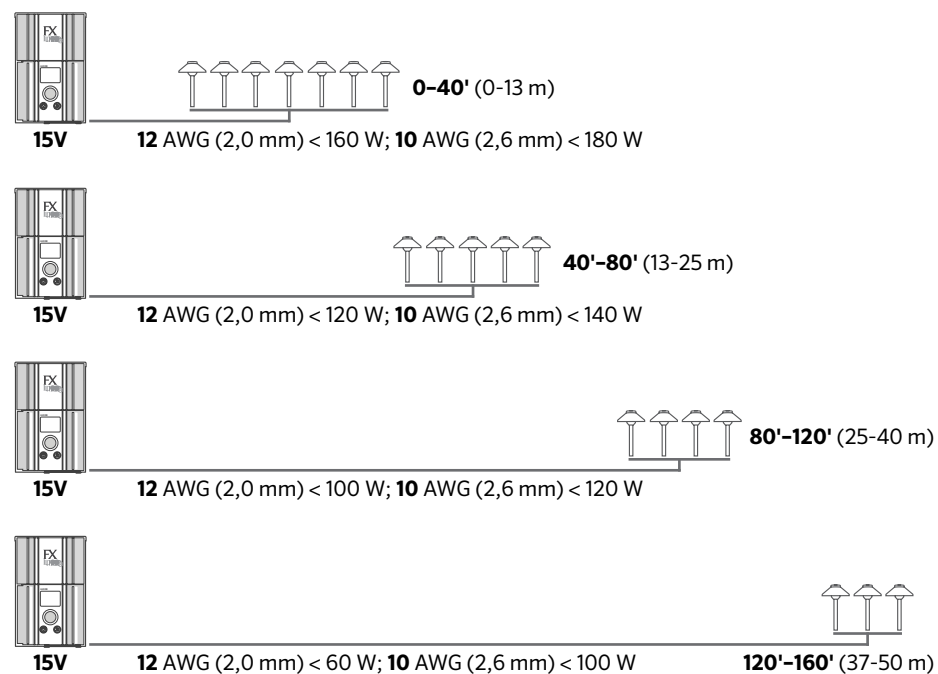 FX
0–40' (0-13 m)
15V
12 AWG (2,0 mm) < 160 W; 10 AWG (2,6 mm) < 180 W
FX
40'–80' (13-25 m)
15V
12 AWG (2,0 mm) < 120 W; 10 AWG (2,6 mm) < 140 W
FX
80'–120' (25-40 m)
15V
12 AWG (2,0 mm) < 100 W; 10 AWG (2,6 mm) < 120 W
FX
15V
12 AWG (2,0 mm) < 60 W; 10 AWG (2,6 mm) < 100 W
120'–160' (37-50 m)